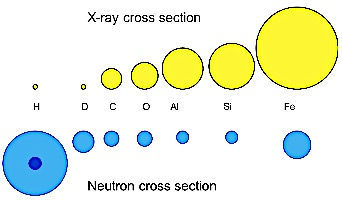 X-ray cross section
H D C O Al Si Fe
Neutron cross section